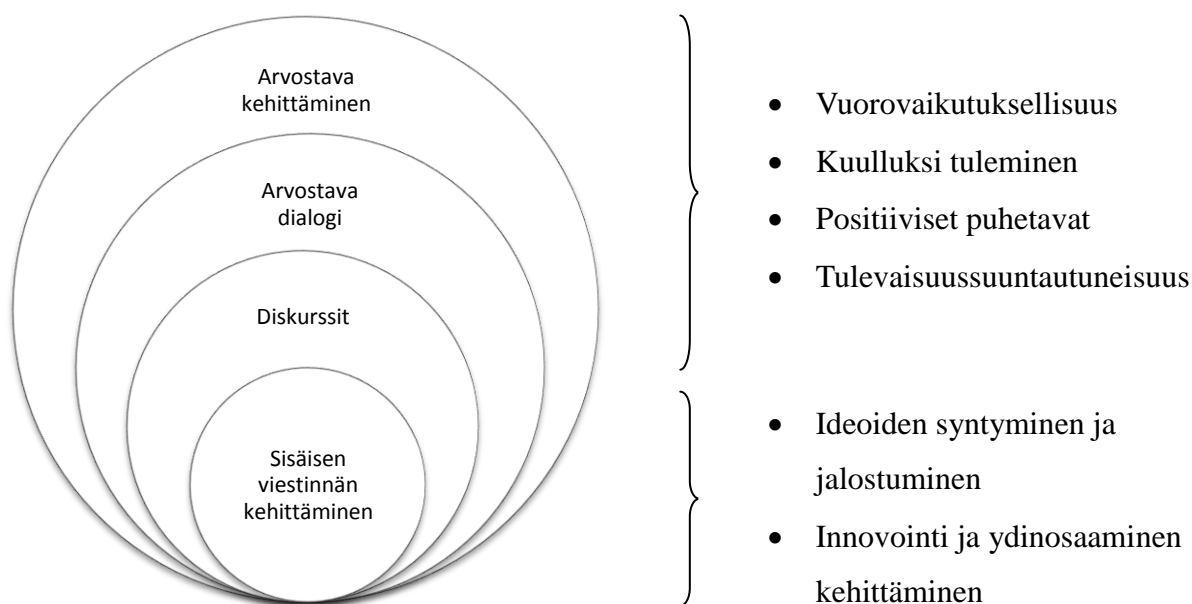 Arvostava
kehittäminen
Arvostava
dialogi
Diskurssit
Sisäisen
viestinnän
kehittäminen
• Vuorovaikutuksellisuus
• Kuulluksi tuleminen
• Positiiviset puhetavat
• Tulevaisuussuuntautuneisuus
• Ideoiden syntyminen ja
jalostuminen
• Innovointi ja ydinosaaminen
kehittäminen